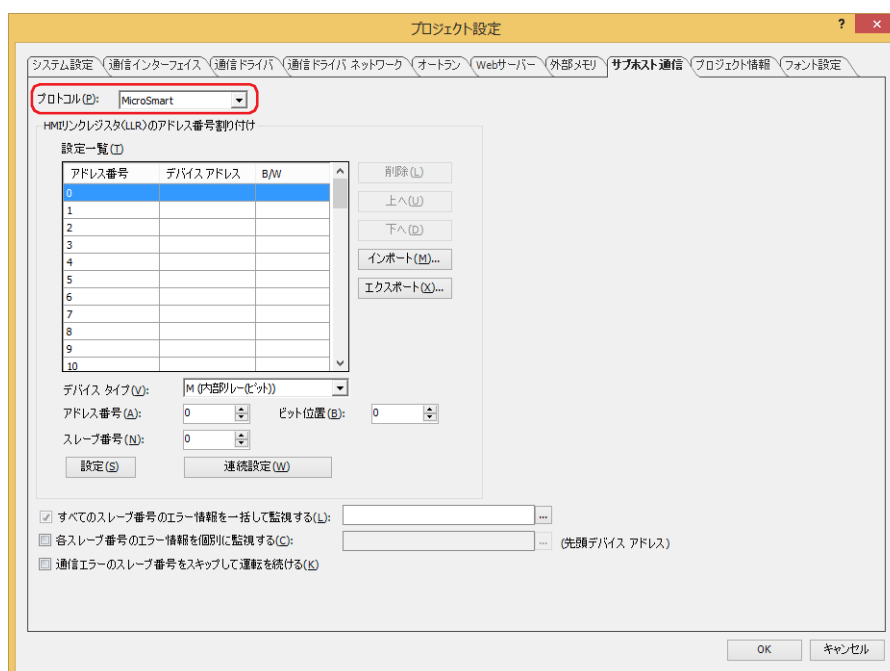 プロジェクト設定
? ×
システム設定 通信インターフェイス 通信ドライバ 通信ドライバ ネットワーク オートラン Webサーバー 外部メモリ サブホスト通信 プロジェクト情報 フォント設定
プロトコル(P): MicroSmart
HMIリンクレジスタ(LLR)のアドレス番号割り付け
設定一覧(T)
アドレス番号 デバイス アドレス B/W
削除(L)
0
上へ(U)
1
2
下へ(D)
3
4
インポート(M)...
5
エクスポート(X)...
6
7
8
9
10
デバイス タイプ(V): M (内部リレー(ビット))
アドレス番号(A): 0 ビット位置(B): 0
スレーブ番号(N): 0
設定(S) 連続設定(W)
すべてのスレーブ番号のエラー情報を一括して監視する(L): ...
各スレーブ番号のエラー情報を個別に監視する(C): ... (先頭デバイス アドレス)
通信エラーのスレーブ番号をスキップして運転を続ける(K)
OK キャンセル